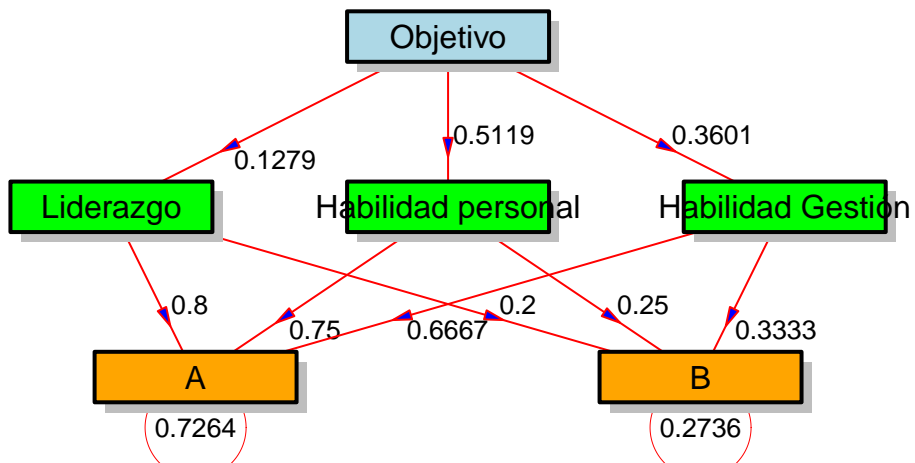 Objetivo
0.5119
0.3601
0.1279
Liderazgo
Habilidad personal
Habilidad Gestión
0.8
0.2
0.25
0.75
0.6667
0.3333
A
B
0.7264
0.2736